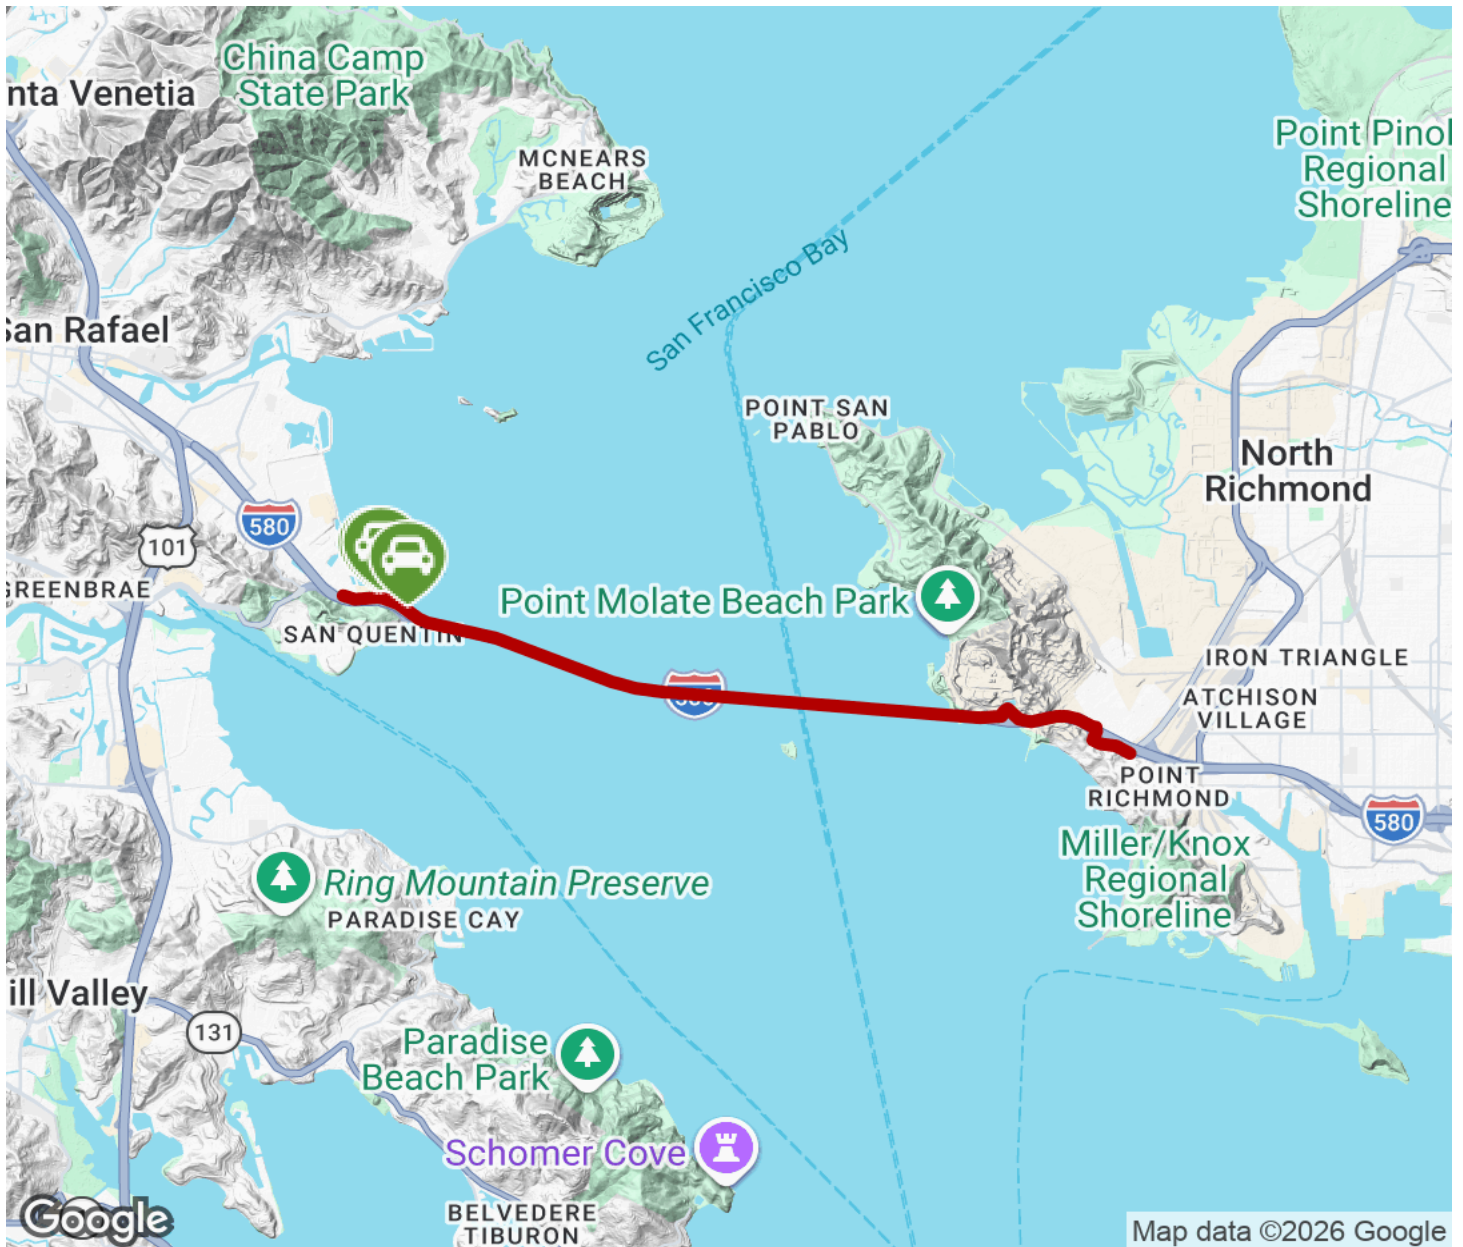 China Camp
State Park
nta Venetia
MCNEARS
BEACH
Point Pinol
Regional
Shoreline
San Francisco Bay
San Rafael
POINT SAN
PABLO
North
Richmond
580
101
GREENBRAE
Point Molate Beach Park
SAN QUENTIN
580
IRON TRIANGLE
ATCHISON
VILLAGE
POINT
RICHMOND
580
Miller/Knox
Regional
Shoreline
Ring Mountain Preserve
PARADISE CAY
ill Valley
131
Paradise
Beach Park
Schomer Cove
BELVEDERE
TIBURON
Google
Map data ©2026 Google